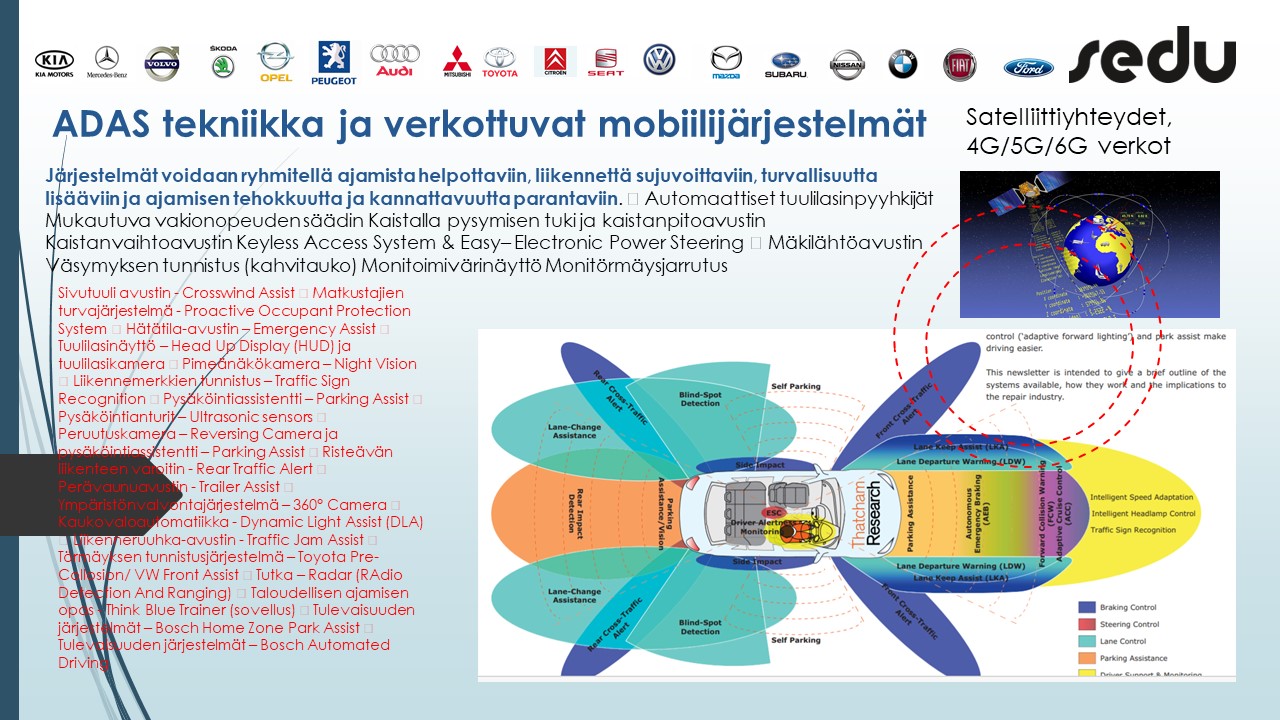 KIA
KIA MOTORS
Mercedes-Benz
VOLVO
ŠKODA
OPEL
PEUGEOT
Audi
MITSUBISHI
TOYOTA
CITROËN
SEAT
mazda
SUBARU
NISSAN
BMW
FIAT
Ford
sedu
ADAS tekniikka ja verkottuvat mobiilijärjestelmät
Satelliittiyhteydet,
4G/5G/6G verkot
Järjestelmät voidaan ryhmitellä ajamista helpottaviin, liikennettä sujuvoittaviin, turvallisuutta
lisääviin ja ajamisen tehokkuutta ja kannattavuutta parantaviin. Automaattiset tuulilasinpyyhkijät
Mukautuva vakionopeuden säädin Kaistalla pysymisen tuki ja kaistanpitoavustin
Kaistanvaihtoavustin Keyless Access System & Easy– Electronic Power Steering Mäkilähtöavustin
Väsymyksen tunnistus (kahvitauko) Monitoimivärinäyttö Monitörmäysjarrutus
Sivutuuli avustin - Crosswind Assist Matkustajien
turvajärjestelmä - Proactive Occupant Protection
System Hätätila-avustin – Emergency Assist
Tuulilasinäyttö – Head Up Display (HUD) ja
tuulilasikamera Pimeänäkökamera – Night Vision
Liikennemerkkien tunnistus – Traffic Sign
Recognition Pysäköintiassistentti – Parking Assist
Pysäköintianturit – Ultrasonic sensors
Peruutuskamera – Reversing Camera ja
pysäköintiassistentti – Parking Assist Risteävän
liikenteen varoitin - Rear Traffic Alert
Perävaunuavustin - Trailer Assist
Ympäristönvalvontajärjestelmä – 360° Camera
Kaukovaloautomatiikka - Dynamic Light Assist (DLA)
Liikenneruuhka-avustin - Traffic Jam Assist
Törmäyksen tunnistusjärjestelmä – Toyota Pre-
Collosion/ VW Front Assist Tutka – Radar (RAdio
Detection And Ranging) Taloudellisen ajamisen
opas - Think Blue Trainer (sovellus) Tulevaisuuden
järjestelmät – Bosch Home Zone Park Assist
Tulevaisuuden järjestelmät – Bosch Automated
Driving
control ('adaptive forward lighting') and park assist make
driving easier.
This newsletter is intended to give a brief outline of the
systems available, how they work and the implications to
the repair industry.
Rear Cross-Traffic
Alert
Blind-Spot
Detection
Self Parking
Front Cross-Traffic
Alert
Lane-Change
Assistance
Side Impact
Lane Keep Assist (LKA)
Lane Departure Warning (LDW)
Rear Impact
Detection
Parking
Assistance/Vision
ESC
Driver Alertness
Monitoring
Thatcham
Research
Parking Assistance
Autonomous
Emergency Braking
(AEB)
Forward Collision Warning
(FCW)
Adaptive Cruise Control
(ACC)
Intelligent Speed Adaptation
Intelligent Headlamp Control
Traffic Sign Recognition
Side Impact
Lane Departure Warning (LDW)
Lane Keep Assist (LKA)
Lane-Change
Assistance
Rear Cross-Traffic
Alert
Blind-Spot
Detection
Self Parking
Front Cross-Traffic
Alert
Braking Control
Steering Control
Lane Control
Parking Assistance
Driver Support & Monitoring